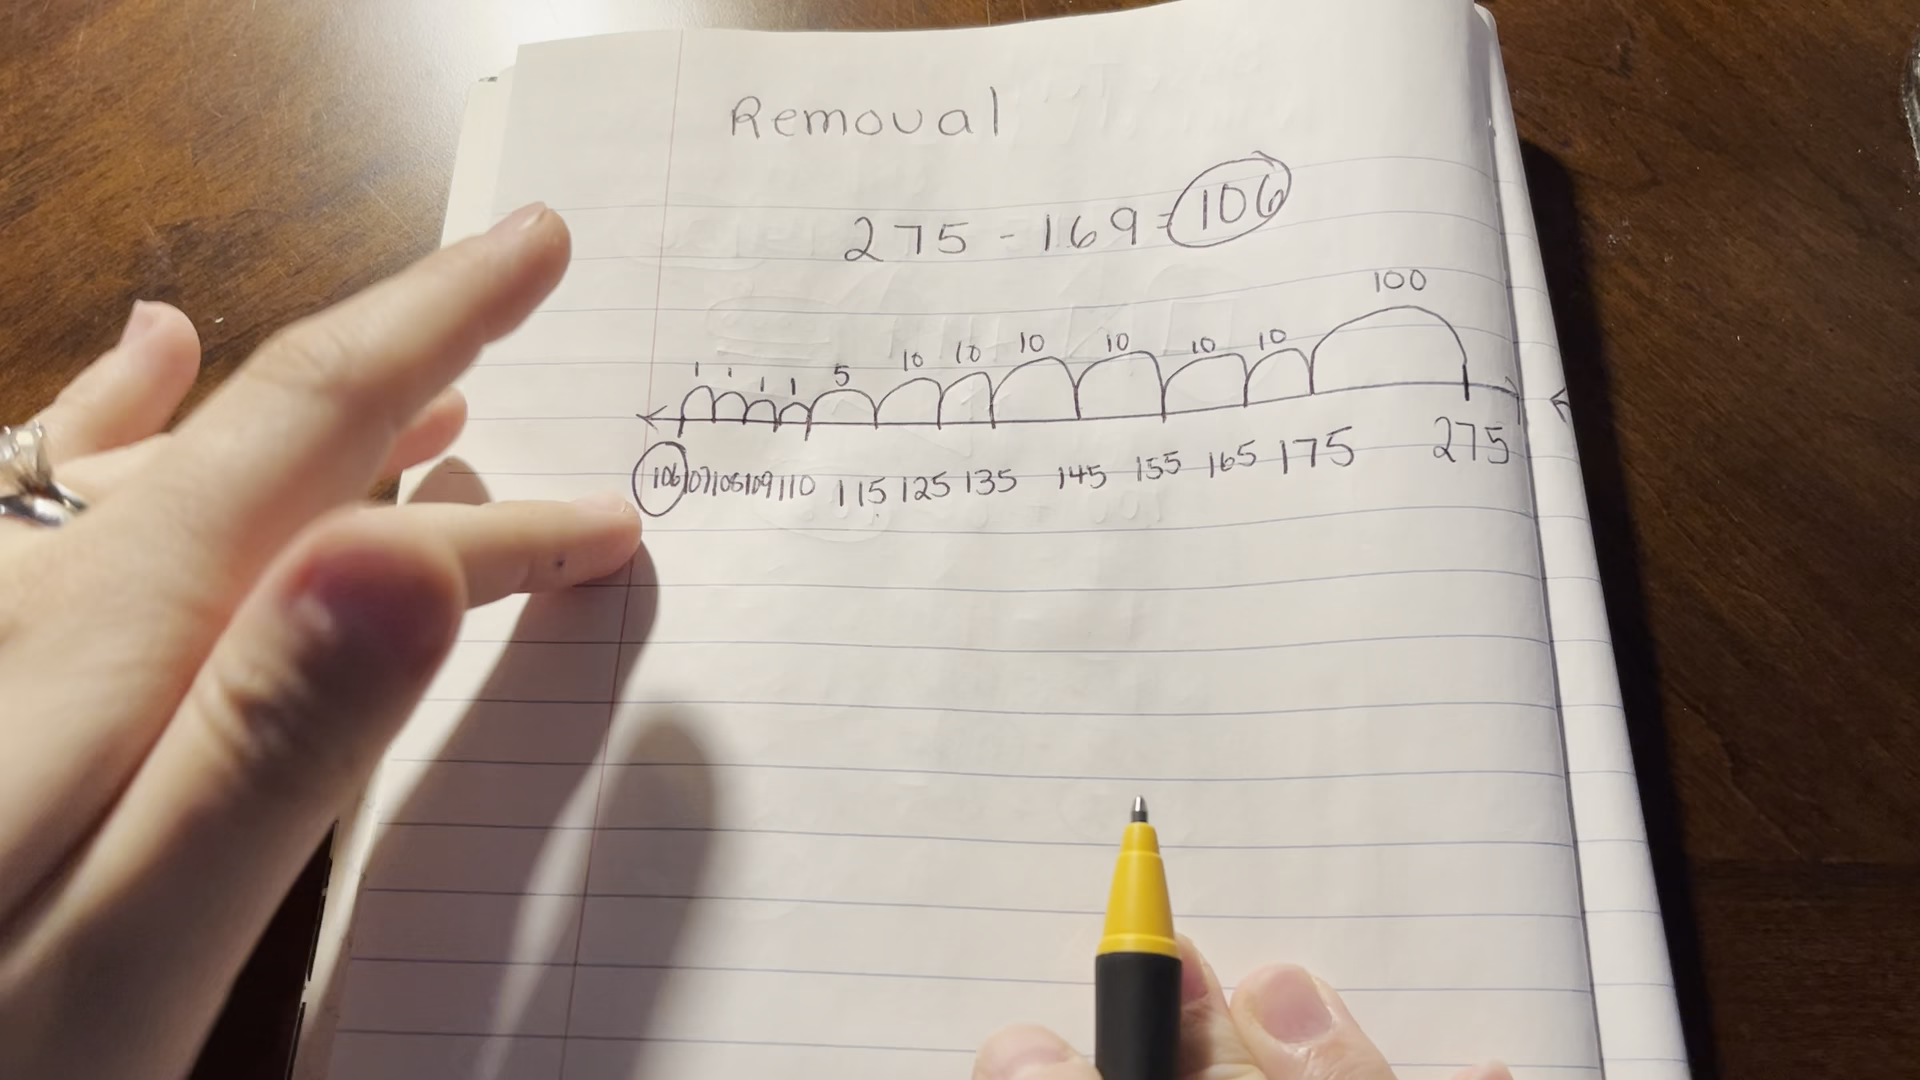 Removal
275 - 169 = 106
100
1 1 1 1 5 10 10 10 10 10 10
106 107 108 109 110 115 125 135 145 155 165 175 275